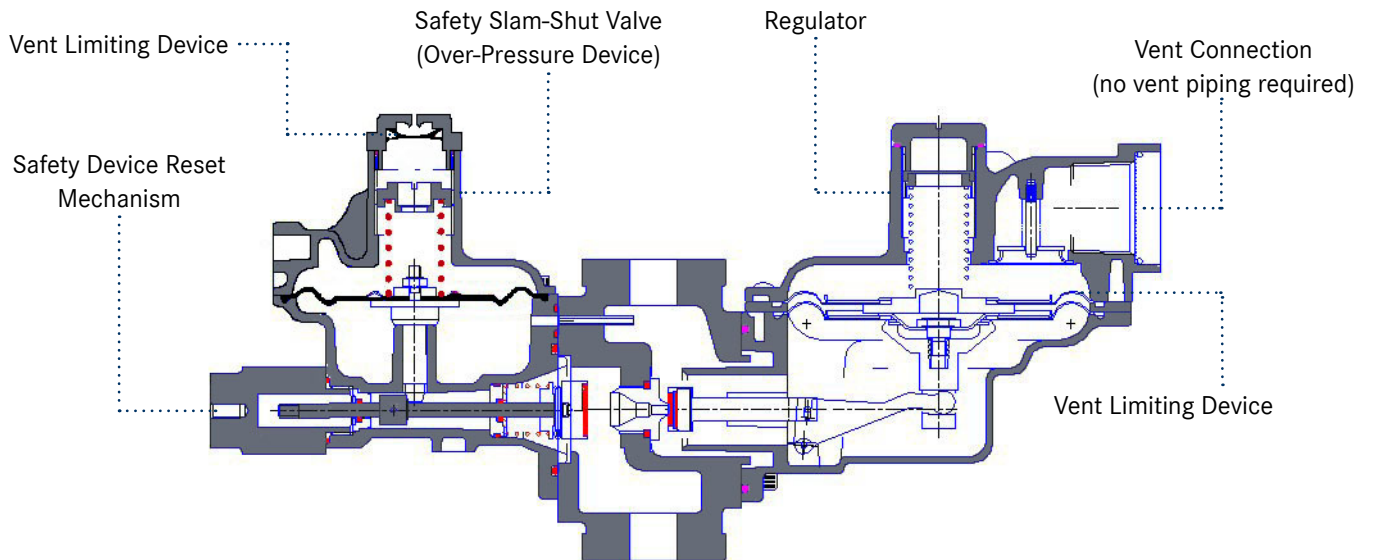 Vent Limiting Device
Safety Slam-Shut Valve
(Over-Pressure Device)
Regulator
Vent Connection
(no vent piping required)
Safety Device Reset
Mechanism
Vent Limiting Device